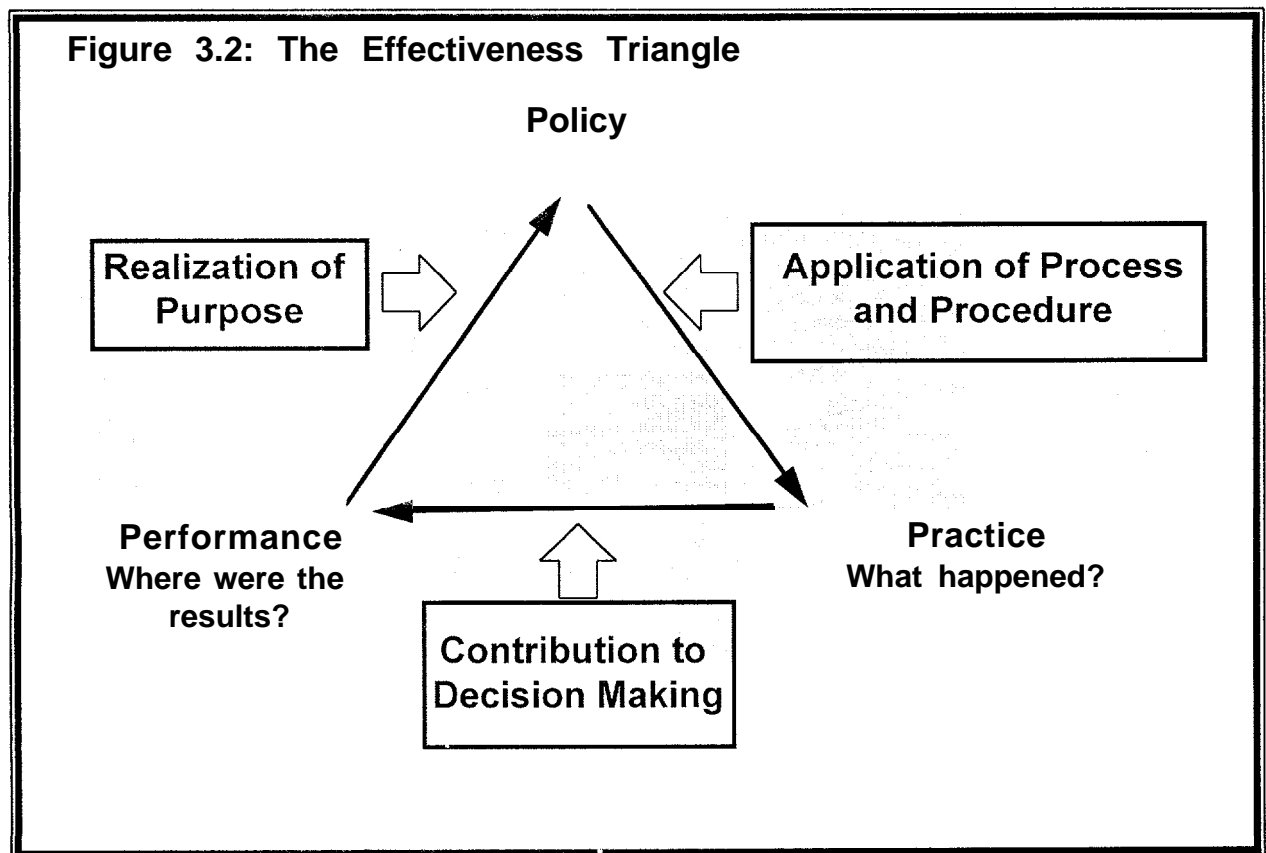 Figure 3.2: The Effectiveness Triangle
Policy
Realization of
Purpose
Application of Process
and Procedure
Performance
Where were the
results?
Practice
What happened?
Contribution to
Decision Making